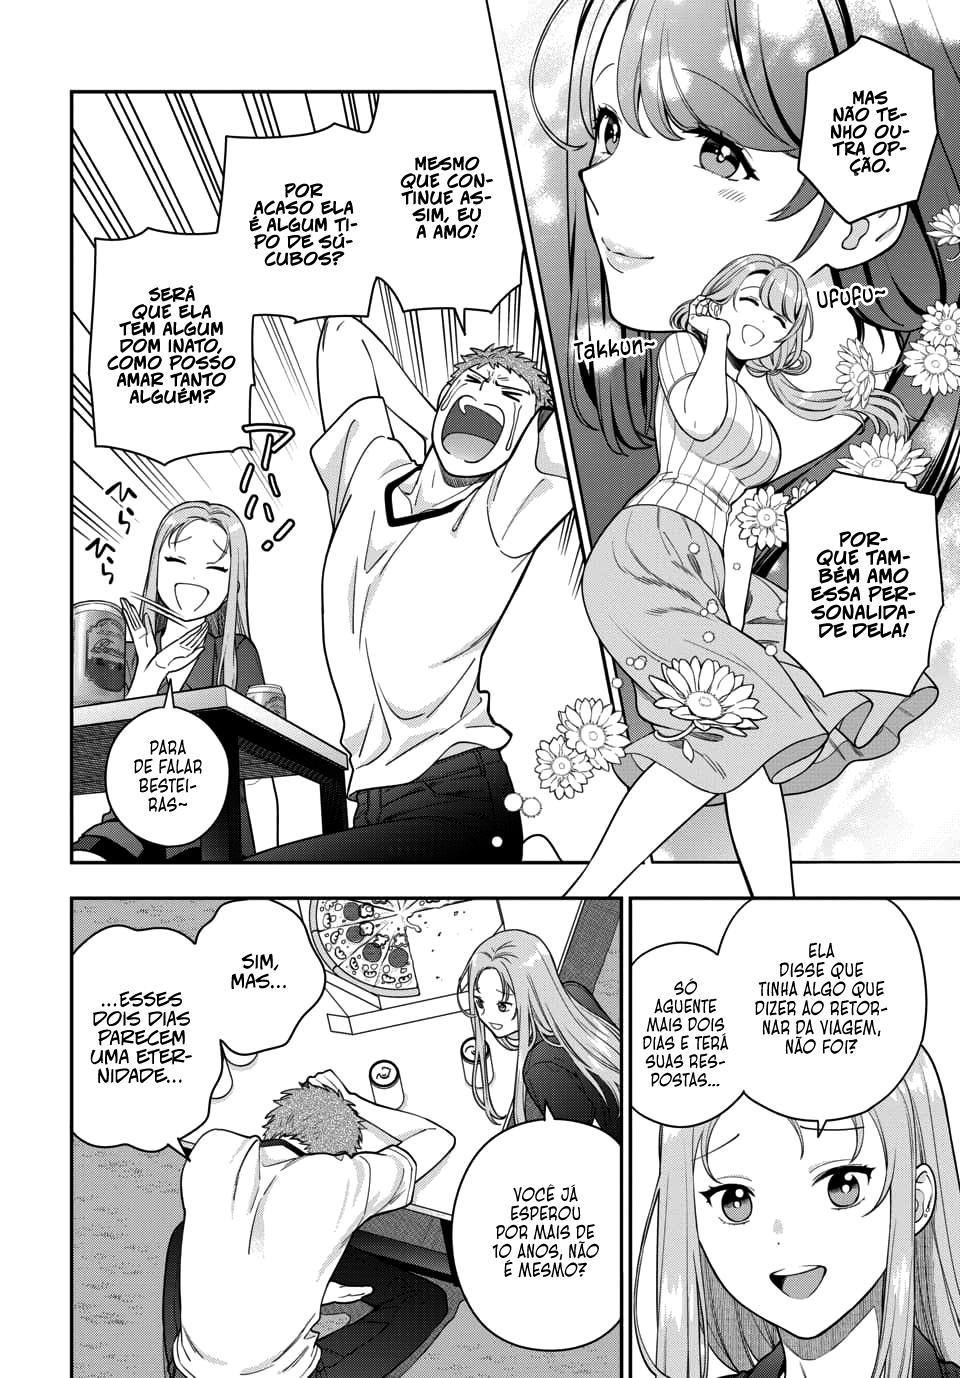 MAS
NÃO TE-
NHO OU-
TRA OP-
ÇÃO.
UFUFU~
TAKKUN~
POR-
QUE TAM-
BÉM AMO
ESSA PER-
SONALIDA-
DE DELA!
MESMO
QUE CON-
TINUE AS-
SIM, EU
A AMO!
POR
ACASO ELA
É ALGUM TI-
PO DE SÚ-
CUBOS?
SERÁ
QUE ELA
TEM ALGUM
DOM INATO,
COMO POSSO
AMAR TANTO
ALGUÉM?
PARA
DE FALAR
BESTEI-
RAS~
ELA
DISSE QUE
TINHA ALGO QUE
DIZER AO RETOR-
NAR DA VIAGEM,
NÃO FOI?
SÓ
AGUENTE
MAIS DOIS
DIAS E TERÁ
SUAS RES-
POSTAS...
SIM,
MAS...
...ESSES
DOIS DIAS
PARECEM
UMA ETER-
NIDADE...
VOCÊ JÁ
ESPEROU
POR MAIS DE
10 ANOS, NÃO
É MESMO?